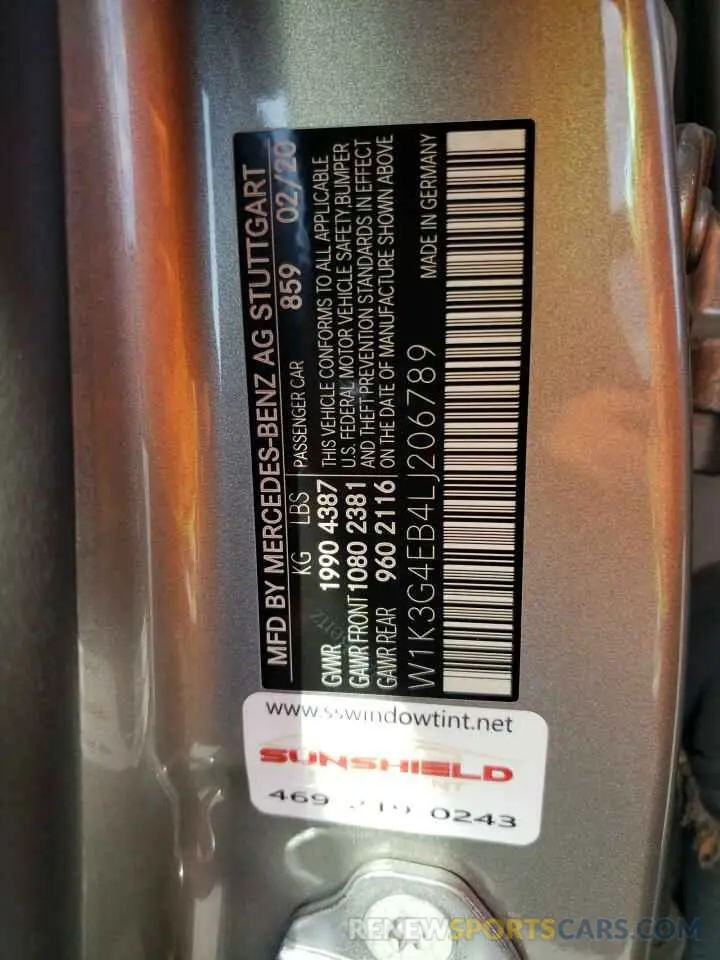 MFD BY MERCEDES-BENZ AG STUTTGART
KG LBS PASSENGER CAR 859 02/20
GVWR 1990 4387
GAWR FRONT 1080 2381
GAWR REAR 960 2116
THIS VEHICLE CONFORMS TO ALL APPLICABLE
U.S. FEDERAL MOTOR VEHICLE SAFETY BUMPER
AND THEFT PREVENTION STANDARDS IN EFFECT
ON THE DATE OF MANUFACTURE SHOWN ABOVE
W1K3G4EB4LJ206789 MADE IN GERMANY
www.sswindowtint.net
SUNSHIELD
469 0243
RENEWSPORTSCARS.COM